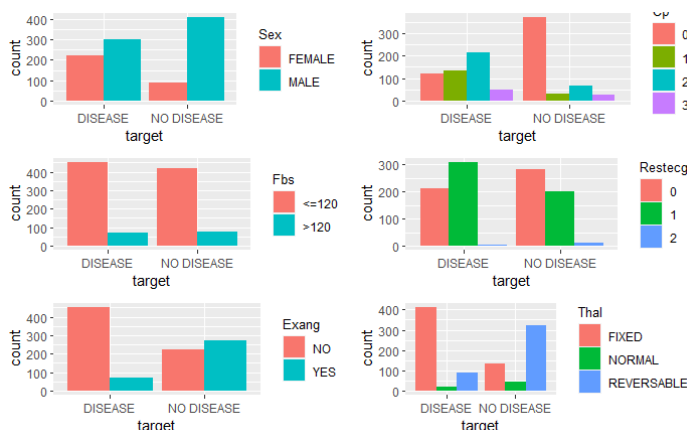 Sex
FEMALE
MALE
count
400
300
200
100
0
DISEASE
NO DISEASE
target
Cp
0
1
2
3
count
300
200
100
0
DISEASE
NO DISEASE
target
Fbs
<=120
>120
count
400
300
200
100
0
DISEASE
NO DISEASE
target
Restecg
0
1
2
count
300
200
100
0
DISEASE
NO DISEASE
target
Exang
NO
YES
count
400
300
200
100
0
DISEASE
NO DISEASE
target
Thal
FIXED
NORMAL
REVERSABLE
count
400
300
200
100
0
DISEASE
NO DISEASE
target